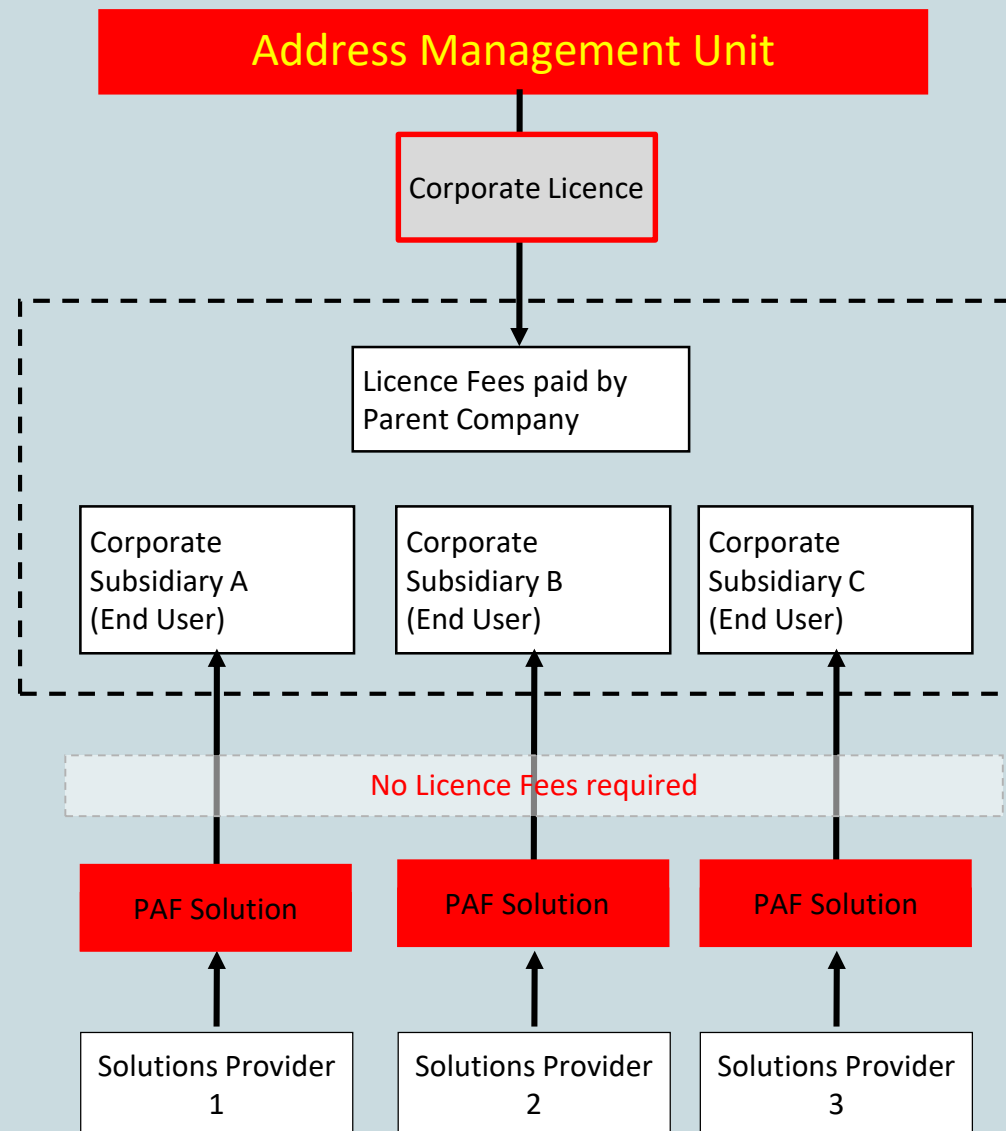 Address Management Unit
Corporate Licence
Licence Fees paid by
Parent Company
Corporate
Subsidiary A
(End User)
Corporate
Subsidiary B
(End User)
Corporate
Subsidiary C
(End User)
No Licence Fees required
PAF Solution
PAF Solution
PAF Solution
Solutions Provider
1
Solutions Provider
2
Solutions Provider
3